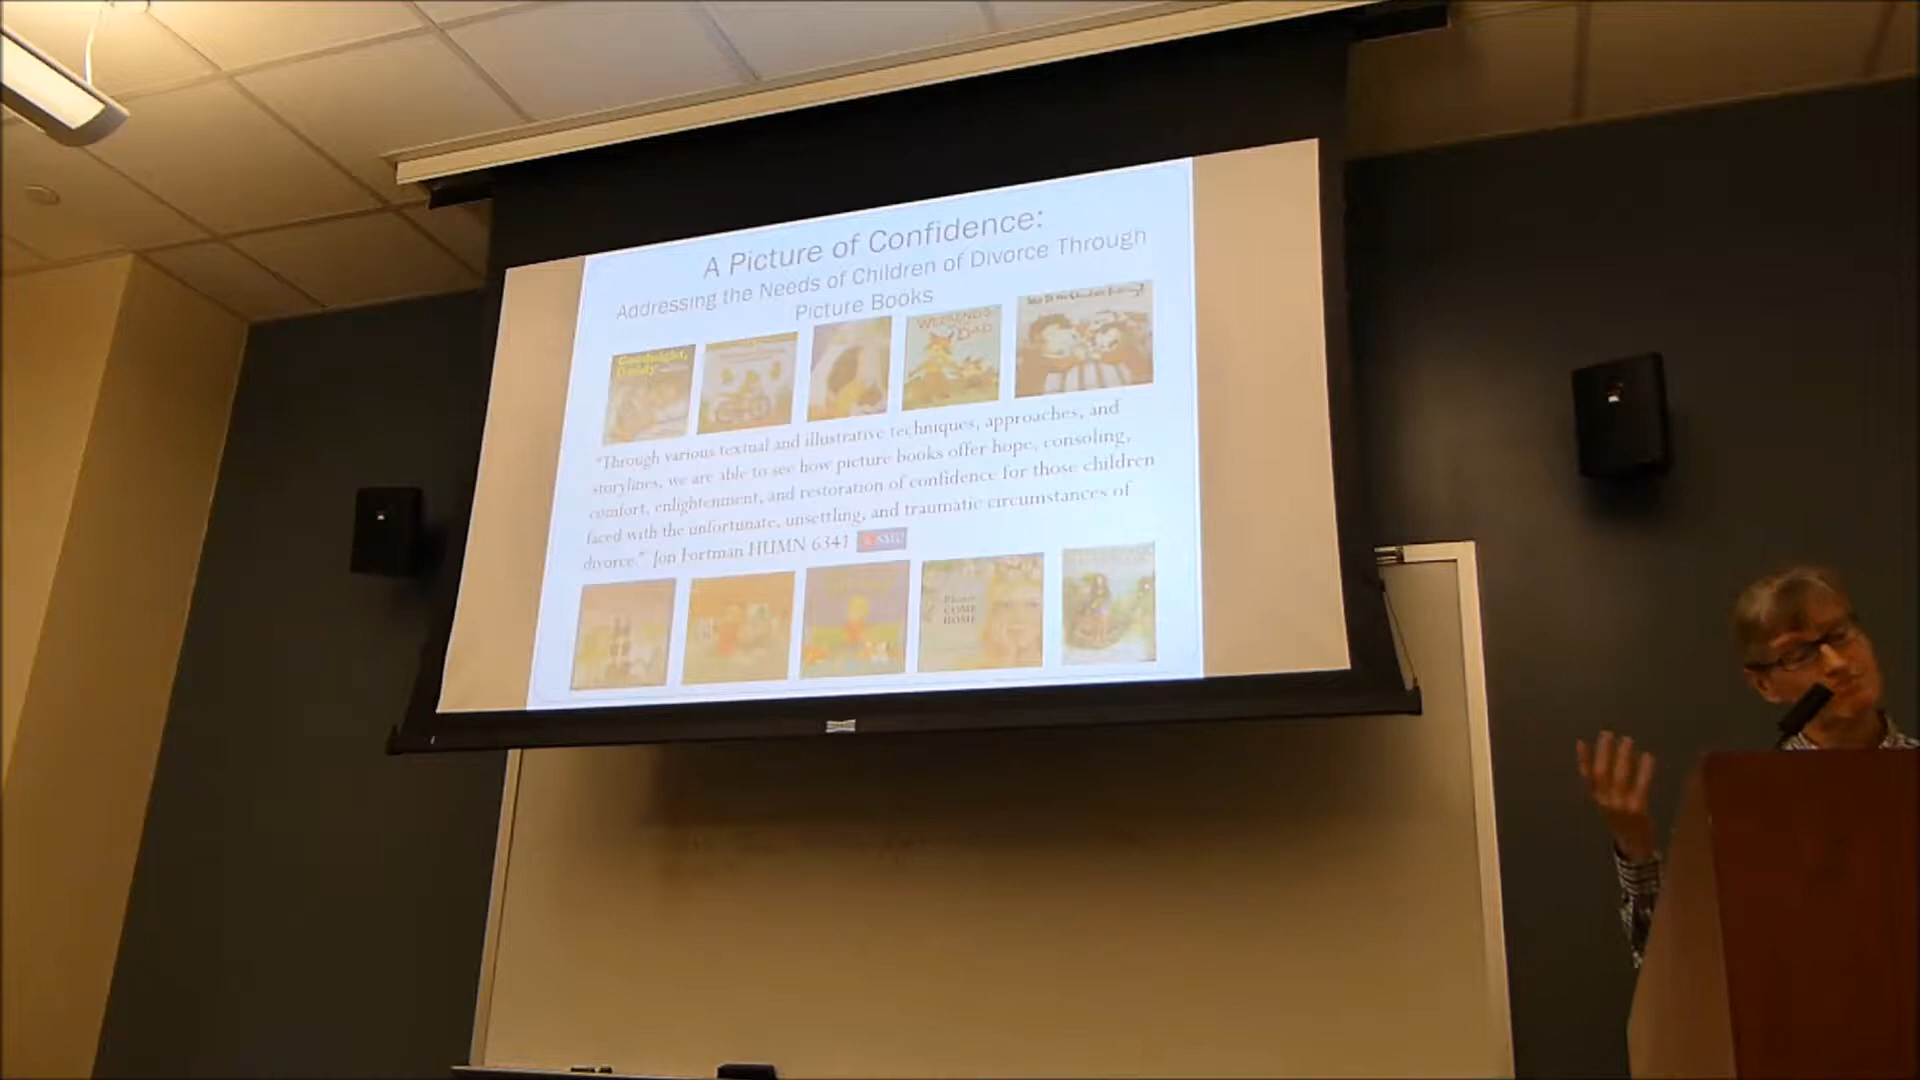 A Picture of Confidence:
Addressing the Needs of Children of Divorce Through
Picture Books
Goodnight,
Daddy
WEEKENDS
DAD
"Through various textual and illustrative techniques, approaches, and
storylines, we are able to see how picture books offer hope, consoling,
comfort, enlightenment, and restoration of confidence for those children
faced with the unfortunate, unsettling, and traumatic circumstances of
divorce." Jon Fortman HUMN 6341 SMU
Please
COME
HOME